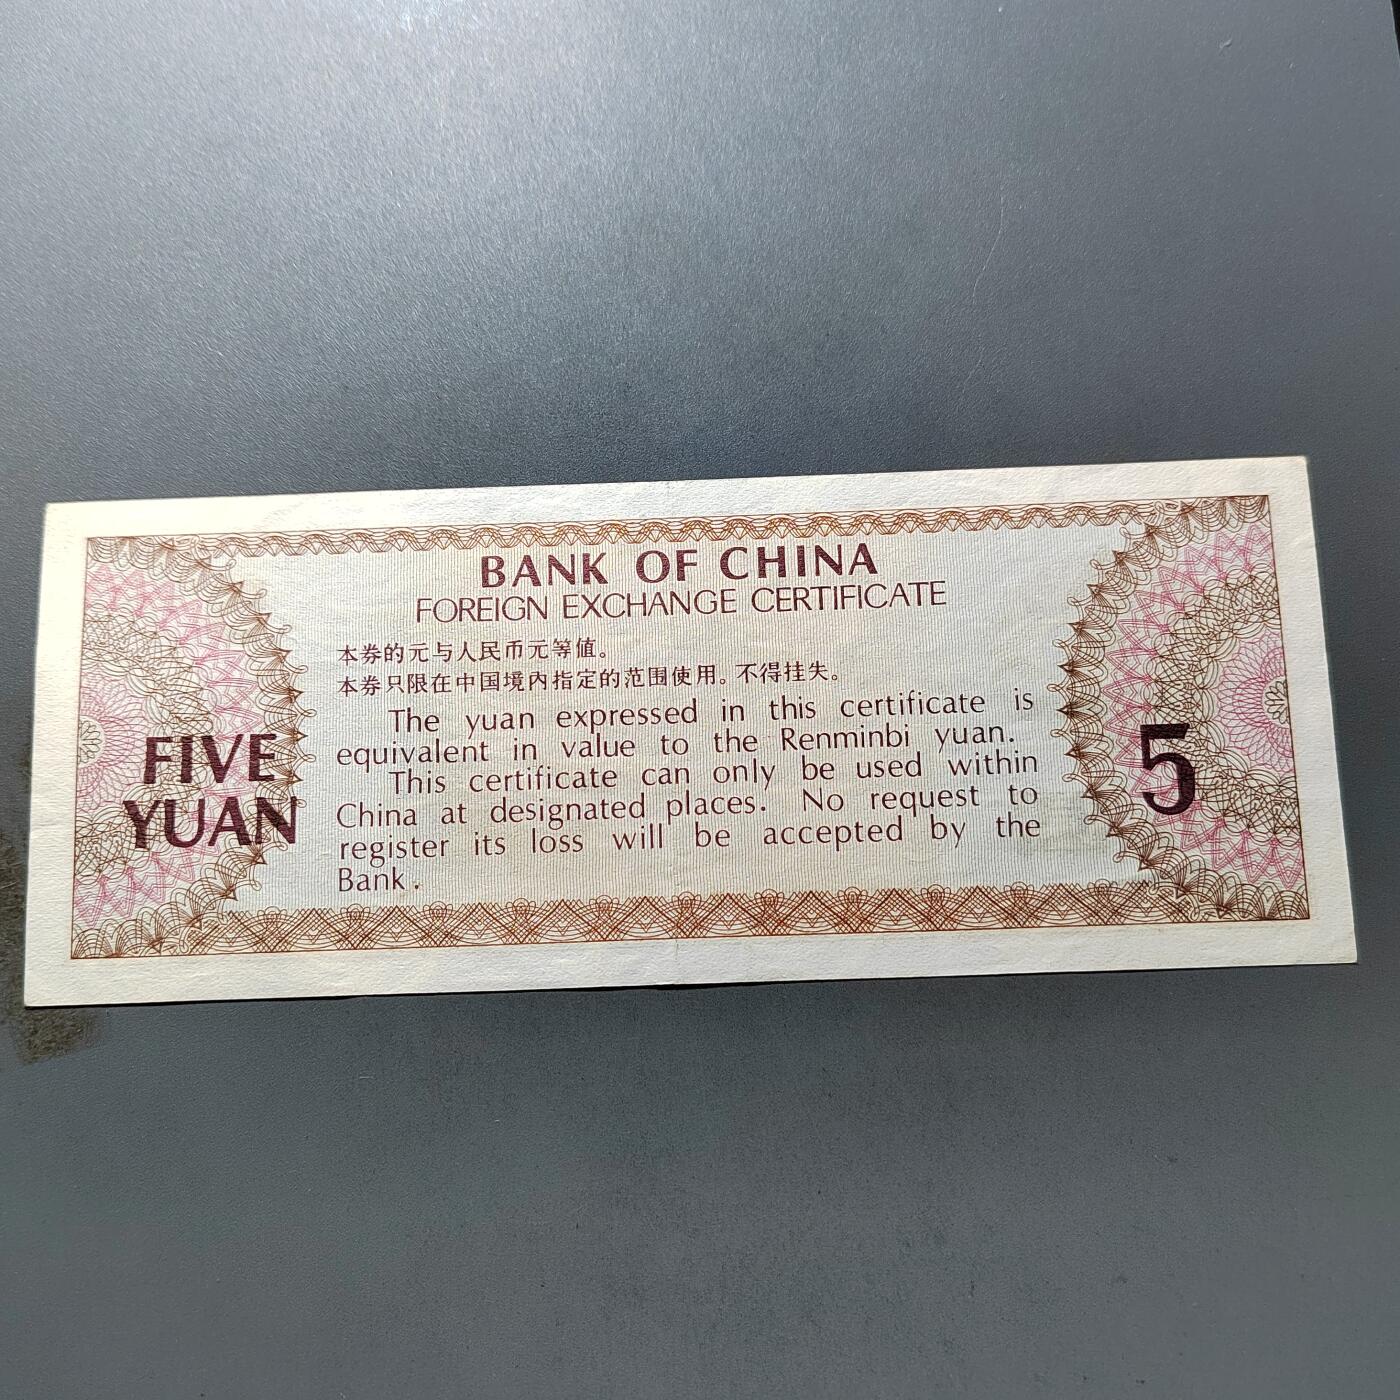 BANK OF CHINA
FOREIGN EXCHANGE CERTIFICATE
本券的元与人民币元等值。
本券只限在中国境内指定的范围使用。不得挂失。
The yuan expressed in this certificate is
equivalent in value to the Renminbi yuan.
This certificate can only be used within
China at designated places. No request to
register its loss will be accepted by the
Bank.
FIVE
YUAN
5